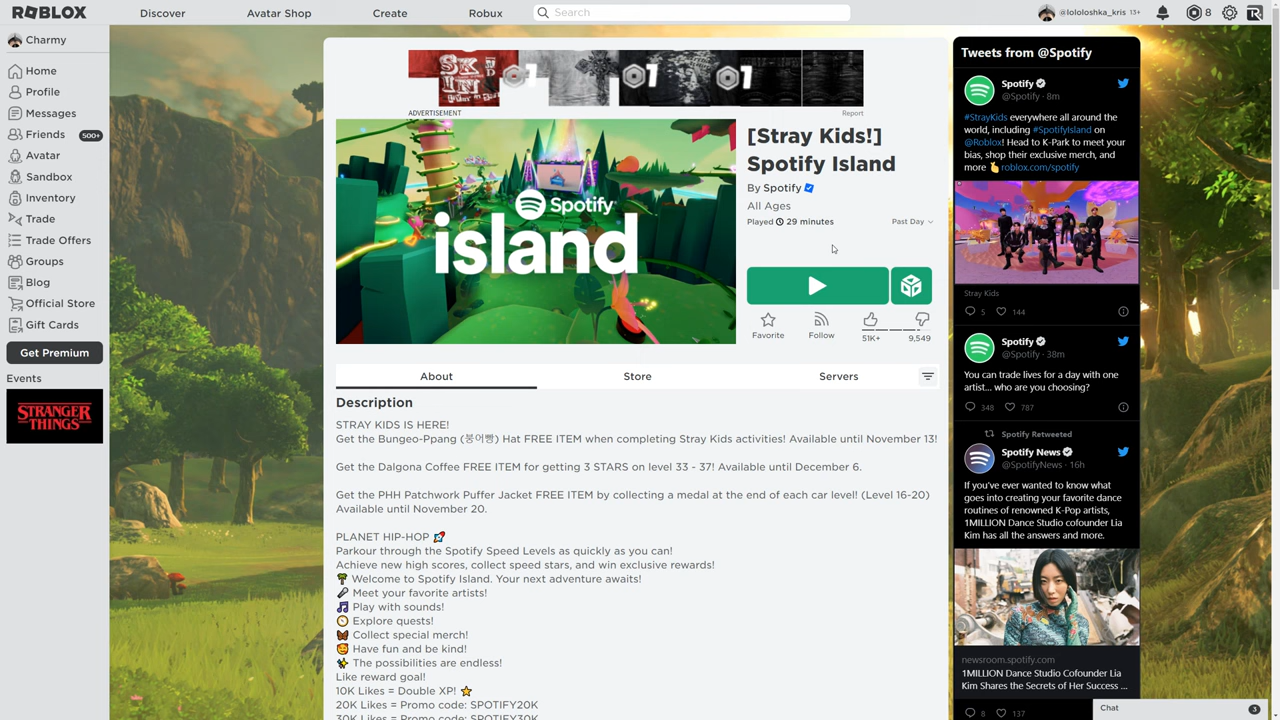 ROBLOX
Discover
Avatar Shop
Create
Robux
Search
@lololoshka_kris 13+
8
Charmy
Home
Profile
Messages
Friends
500+
Avatar
Sandbox
Inventory
Trade
Trade Offers
Groups
Blog
Official Store
Gift Cards
Get Premium
Events
STRANGER
THINGS
1
1
1
ADVERTISEMENT
Report
Spotify
island
[Stray Kids!]
Spotify Island
By Spotify
All Ages
Played 29 minutes
Past Day
Favorite
Follow
51K+
9,549
About
Store
Servers
Description
STRAY KIDS IS HERE!
Get the Bungeo-Ppang (붕어빵) Hat FREE ITEM when completing Stray Kids activities! Available until November 13!
Get the Dalgona Coffee FREE ITEM for getting 3 STARS on level 33 - 37! Available until December 6.
Get the PHH Patchwork Puffer Jacket FREE ITEM by collecting a medal at the end of each car level! (Level 16-20)
Available until November 20.
PLANET HIP-HOP 🚀
Parkour through the Spotify Speed Levels as quickly as you can!
Achieve new high scores, collect speed stars, and win exclusive rewards!
🌴 Welcome to Spotify Island. Your next adventure awaits!
🎤 Meet your favorite artists!
🎵 Play with sounds!
🧭 Explore quests!
🦋 Collect special merch!
🥰 Have fun and be kind!
✨ The possibilities are endless!
Like reward goal!
10K Likes = Double XP! ⭐
20K Likes = Promo code: SPOTIFY20K
30K Likes = Promo code: SPOTIFY30K
Tweets from @Spotify
Spotify
@Spotify · 8m
#StrayKids everywhere all around the
world, including #SpotifyIsland on
@Roblox! Head to K-Park to meet your
bias, shop their exclusive merch, and
more 🫰 roblox.com/spotify
Stray Kids
5
144
Spotify
@Spotify · 38m
You can trade lives for a day with one
artist... who are you choosing?
348
787
Spotify Retweeted
Spotify News
@SpotifyNews · 16h
If you've ever wanted to know what
goes into creating your favorite dance
routines of renowned K-Pop artists,
1MILLION Dance Studio cofounder Lia
Kim has all the answers and more.
newsroom.spotify.com
1MILLION Dance Studio Cofounder Lia
Kim Shares the Secrets of Her Success ...
8
137
Chat
3